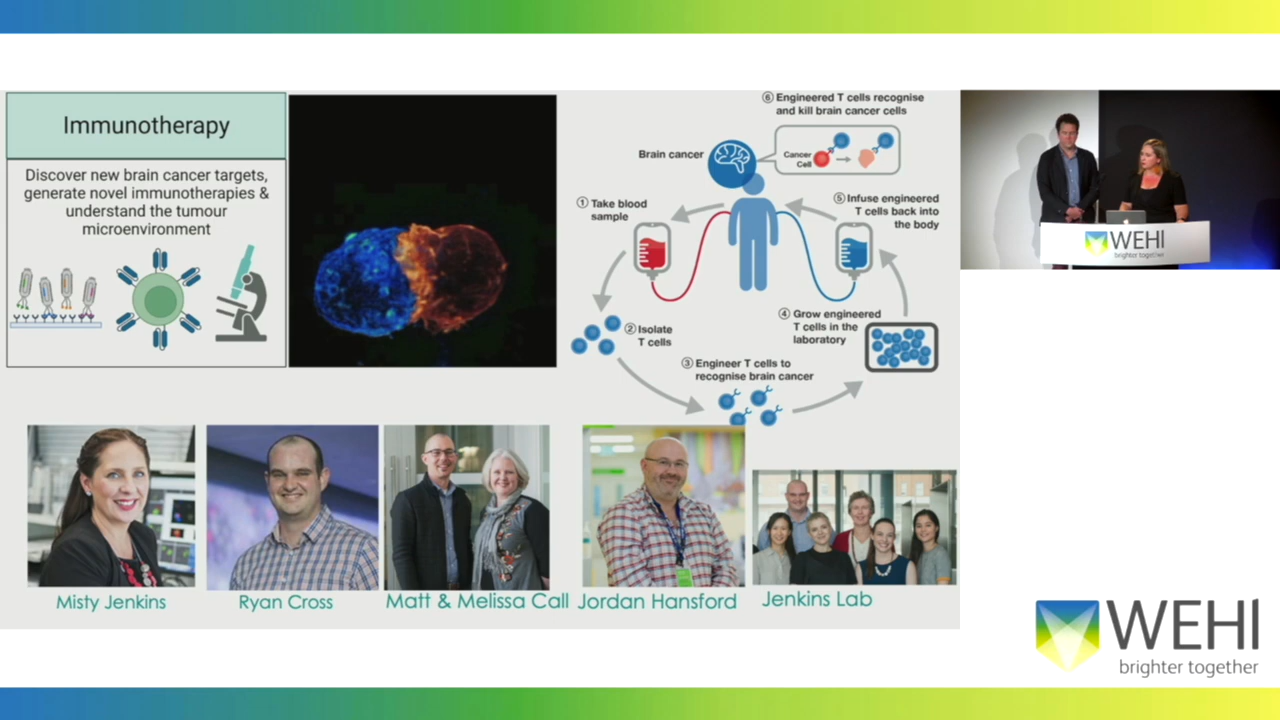 Immunotherapy
Discover new brain cancer targets,
generate novel immunotherapies &
understand the tumour
microenvironment
⑥ Engineered T cells recognise
and kill brain cancer cells
Brain cancer
Cancer
Cell
① Take blood
sample
⑤ Infuse engineered
T cells back into
the body
② Isolate
T cells
④ Grow engineered
T cells in the
laboratory
③ Engineer T cells to
recognise brain cancer
Misty Jenkins
Ryan Cross
Matt & Melissa Call
Jordan Hansford
Jenkins Lab
WEHI
brighter together
WEHI
brighter together